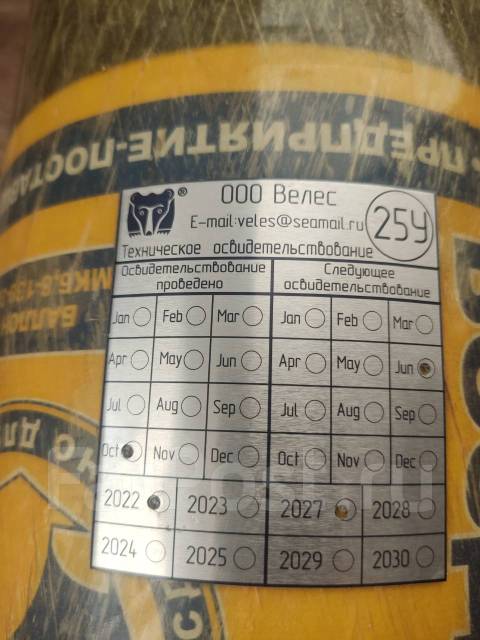 ПРЕДПРИЯТИЕ-ПОСТАВ
®
ООО Велес
E-mail:veles@seamail.ru
25У
Техническое освидетельствование
Освидетельствование проведено
Следующее освидетельствование
Jan Feb Mar Jan Feb Mar
Apr May Jun Apr May Jun
Jul Aug Sep Jul Aug Sep
Oct Nov Dec Oct Nov Dec
2022 2023 2027 2028
2024 2025 2029 2030
БАЛЛОН